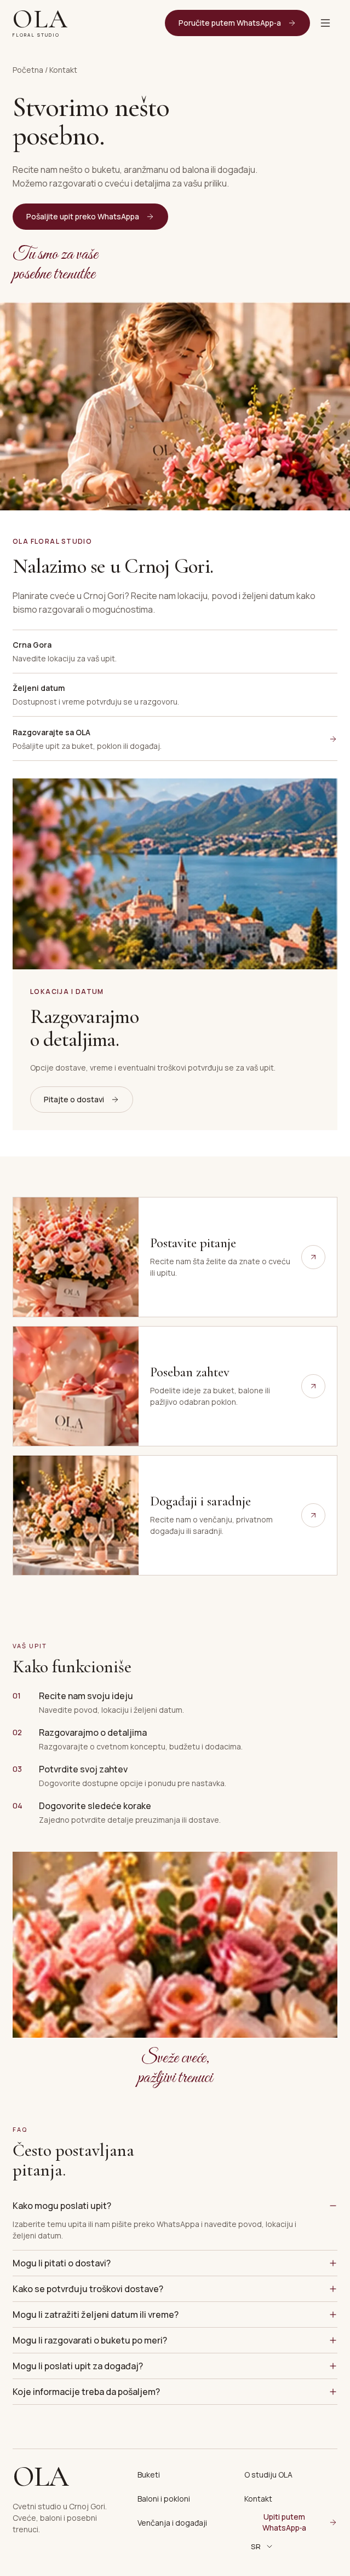 OLA
FLORAL STUDIO
Poručite putem WhatsApp-a
Početna / Kontakt
Stvorimo nešto
posebno.
Recite nam nešto o buketu, aranžmanu od balona ili događaju.
Možemo razgovarati o cveću i detaljima za vašu priliku.
Pošaljite upit preko WhatsAppa
Tu smo za vaše
posebne trenutke
OLA FLORAL STUDIO
Nalazimo se u Crnoj Gori.
Planirate cveće u Crnoj Gori? Recite nam lokaciju, povod i željeni datum kako
bismo razgovarali o mogućnostima.
Crna Gora
Navedite lokaciju za vaš upit.
Željeni datum
Dostupnost i vreme potvrđuju se u razgovoru.
Razgovarajte sa OLA
Pošaljite upit za buket, poklon ili događaj.
LOKACIJA I DATUM
Razgovarajmo
o detaljima.
Opcije dostave, vreme i eventualni troškovi potvrđuju se za vaš upit.
Pitajte o dostavi
OLA
Postavite pitanje
Recite nam šta želite da znate o cveću
ili upitu.
OLA
Poseban zahtev
Podelite ideje za buket, balone ili
pažljivo odabran poklon.
Događaji i saradnje
Recite nam o venčanju, privatnom
događaju ili saradnji.
VAŠ UPIT
Kako funkcioniše
01 Recite nam svoju ideju
Navedite povod, lokaciju i željeni datum.
02 Razgovarajmo o detaljima
Razgovarajte o cvetnom konceptu, budžetu i dodacima.
03 Potvrdite svoj zahtev
Dogovorite dostupne opcije i ponudu pre nastavka.
04 Dogovorite sledeće korake
Zajedno potvrdite detalje preuzimanja ili dostave.
Sveže cveće,
pažljivi trenuci
FAQ
Često postavljana
pitanja.
Kako mogu poslati upit?
Izaberite temu upita ili nam pišite preko WhatsAppa i navedite povod, lokaciju i
željeni datum.
Mogu li pitati o dostavi?
Kako se potvrđuju troškovi dostave?
Mogu li zatražiti željeni datum ili vreme?
Mogu li razgovarati o buketu po meri?
Mogu li poslati upit za događaj?
Koje informacije treba da pošaljem?
OLA
Cvetni studio u Crnoj Gori.
Cveće, baloni i posebni
trenuci.
Buketi
Baloni i pokloni
Venčanja i događaji
O studiju OLA
Kontakt
Upiti putem
WhatsApp-a
SR